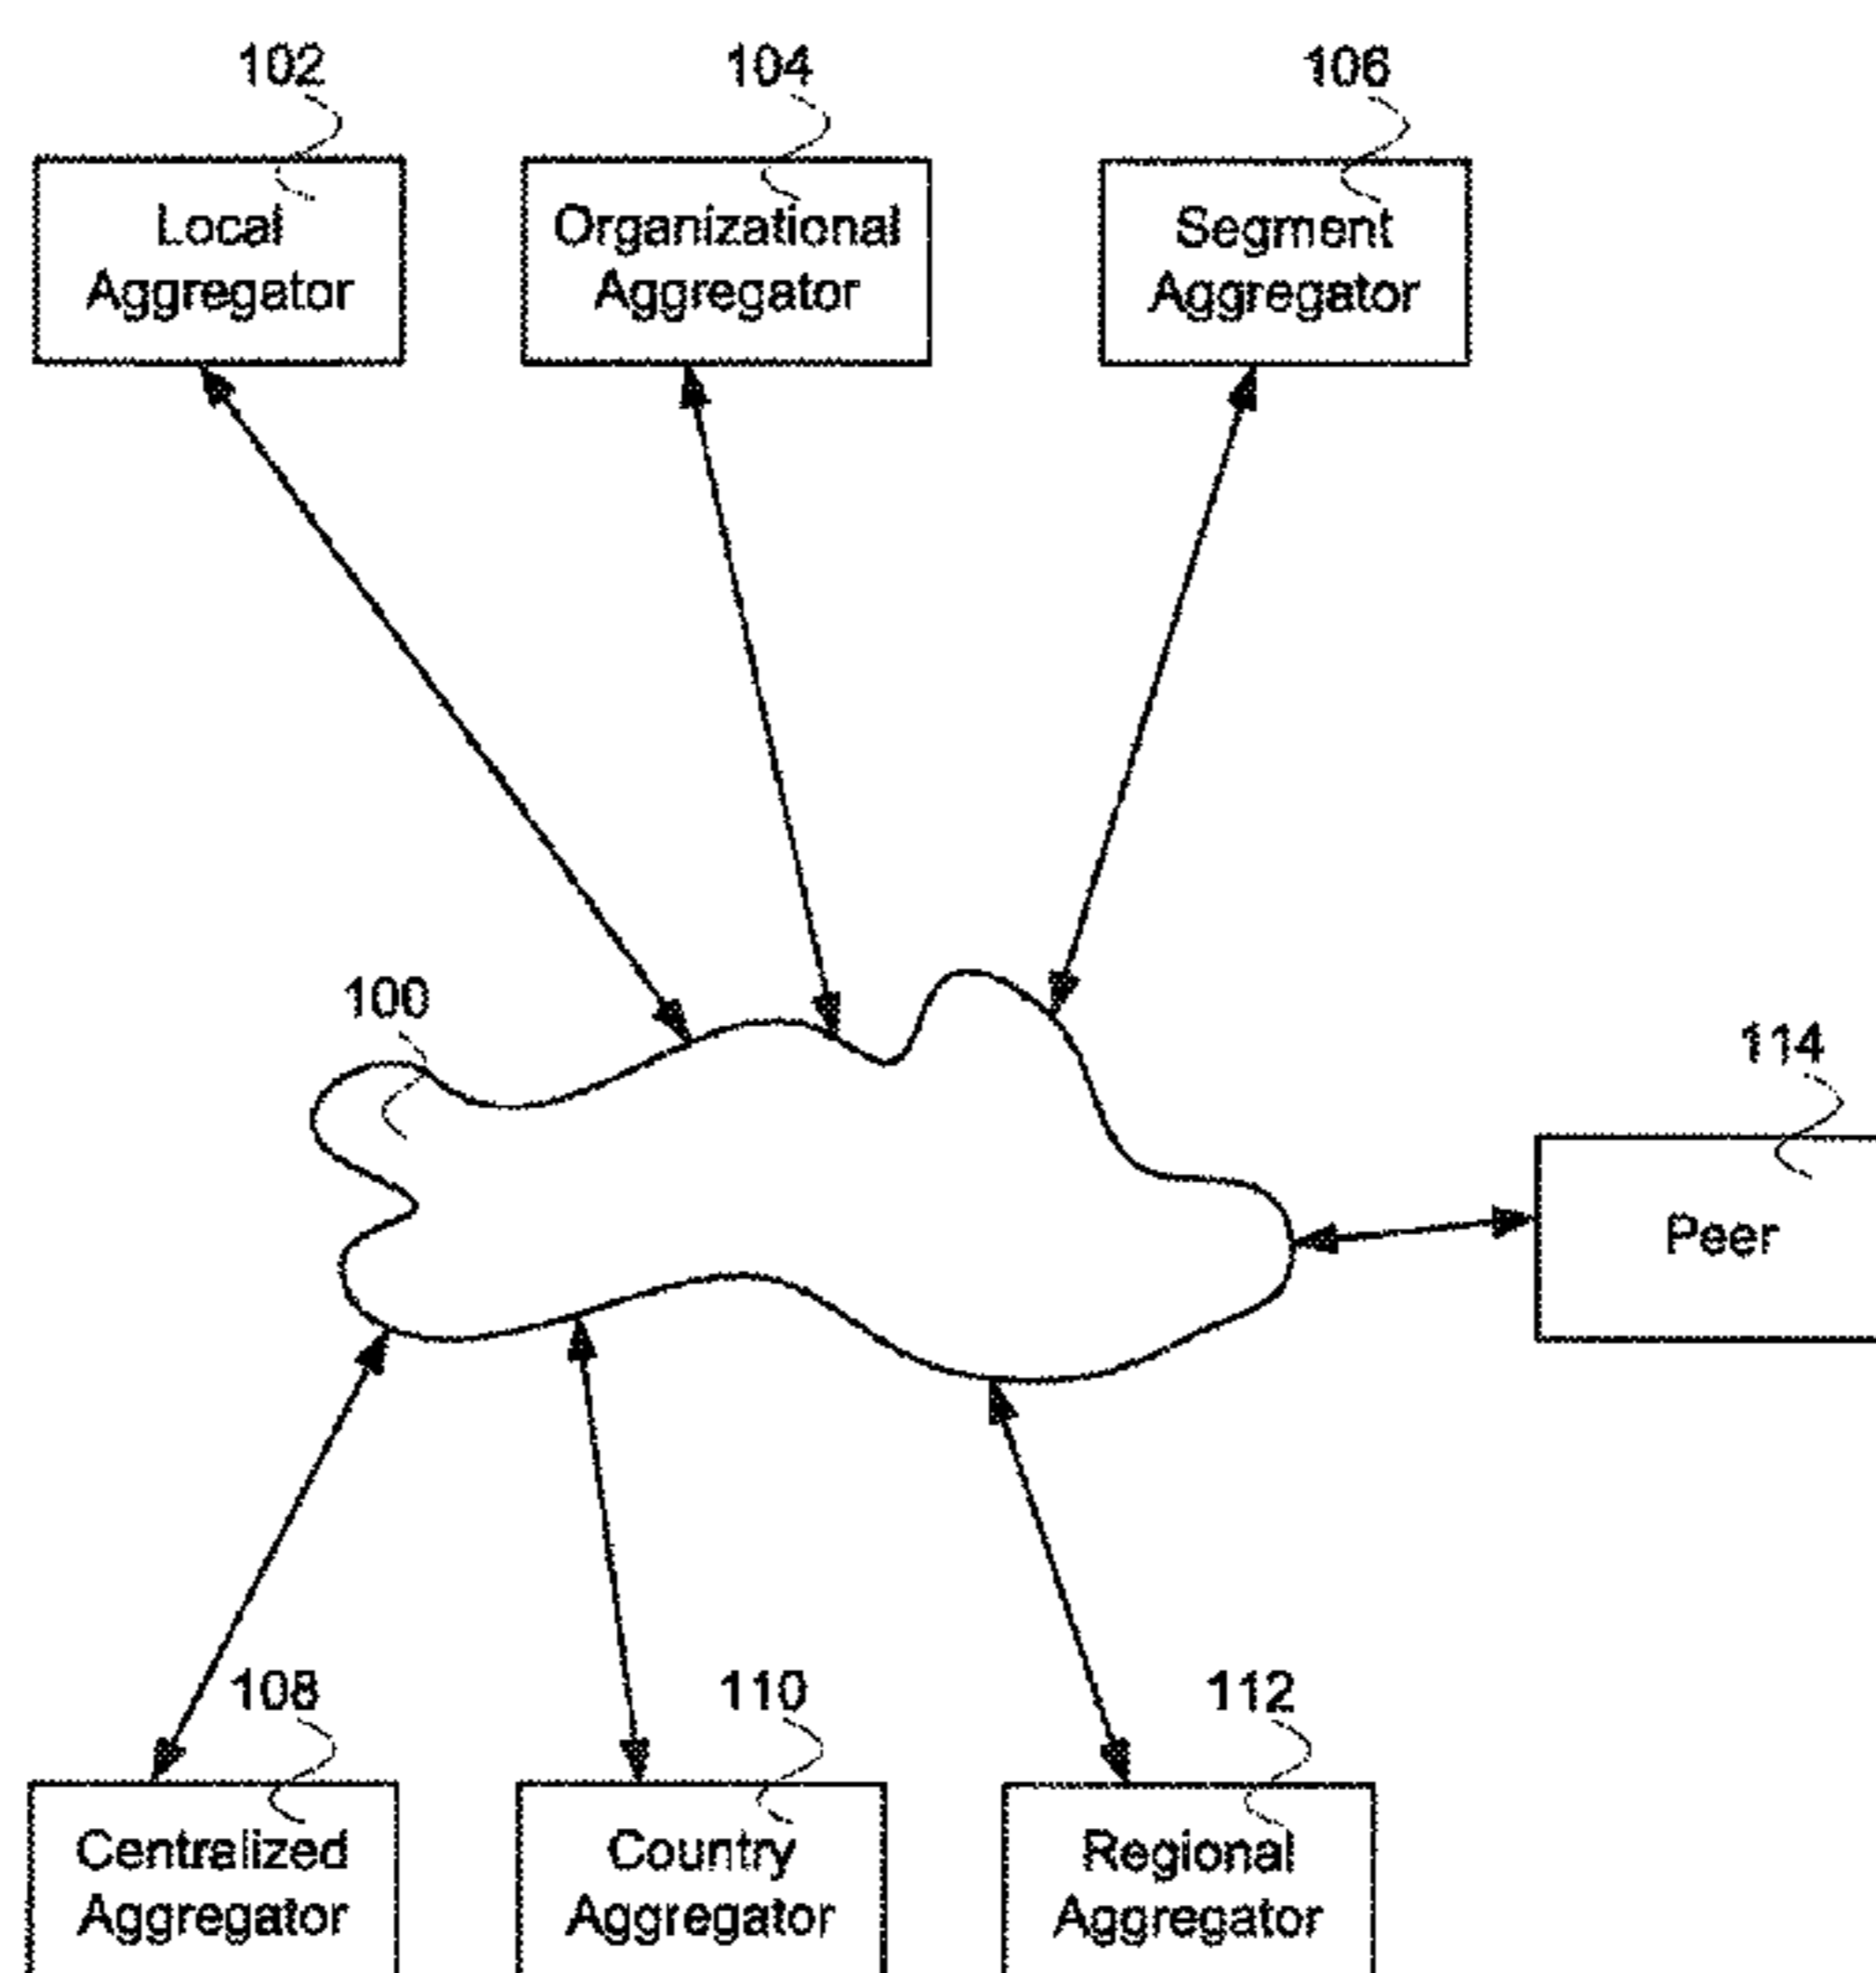 102
104
106
Local
Aggregator
Organizational
Aggregator
Segment
Aggregator
100
114
Peer
108
110
112
Centralized
Aggregator
Country
Aggregator
Regional
Aggregator